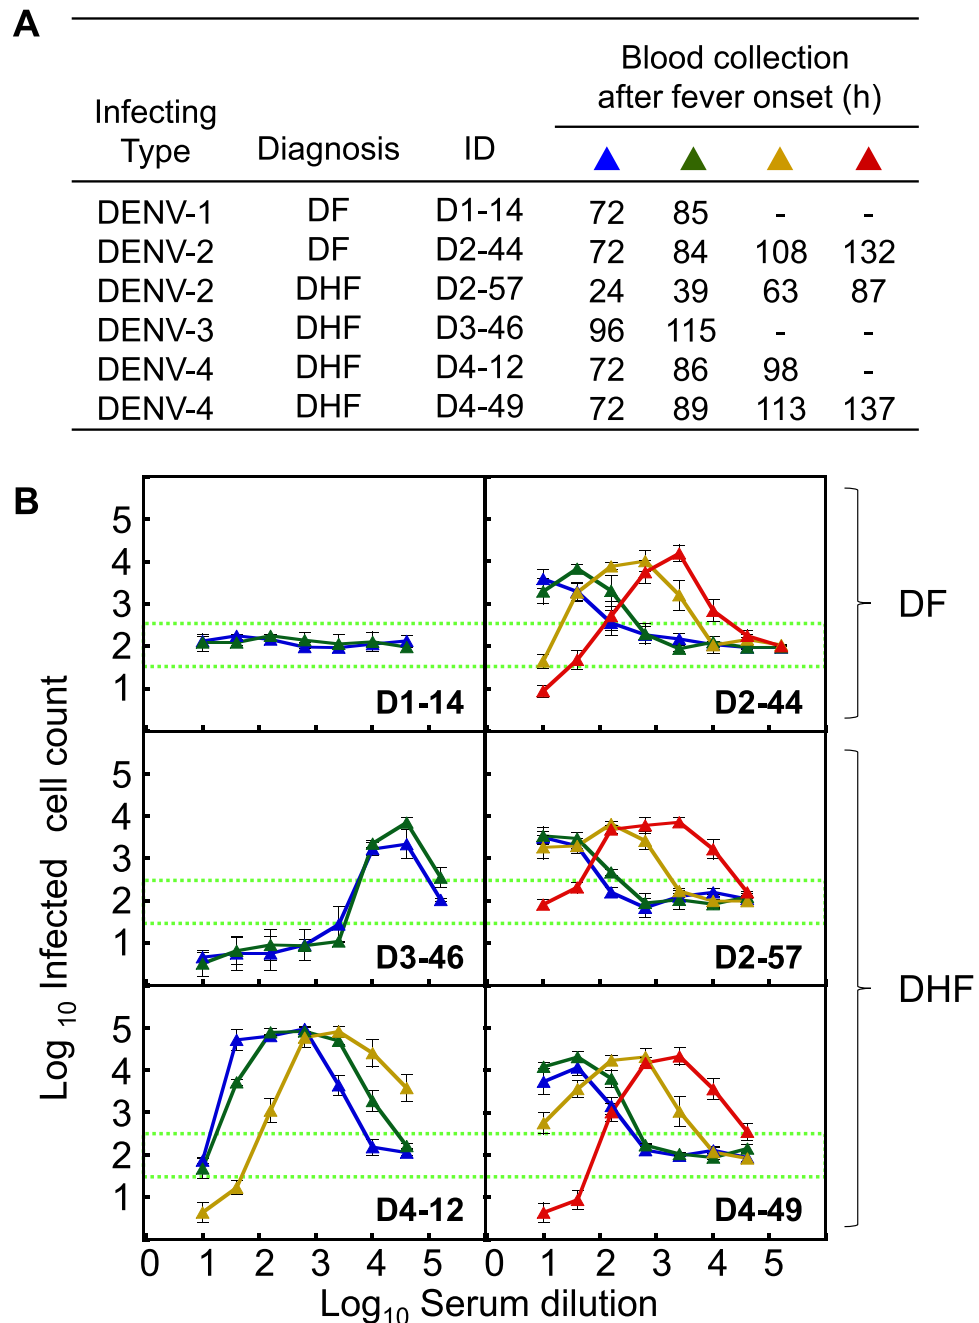 A
Blood collection
after fever onset (h)
Infecting
Type
Diagnosis
ID
DENV-1 DF D1-14 72 85 - -
DENV-2 DF D2-44 72 84 108 132
DENV-2 DHF D2-57 24 39 63 87
DENV-3 DHF D3-46 96 115 - -
DENV-4 DHF D4-12 72 86 98 -
DENV-4 DHF D4-49 72 89 113 137
B
Log 10 Infected cell count
5
4
3
2
1
D1-14
D2-44
DF
5
4
3
2
1
D3-46
D2-57
DHF
5
4
3
2
1
D4-12
D4-49
0 1 2 3 4 5 0 1 2 3 4 5
Log10 Serum dilution